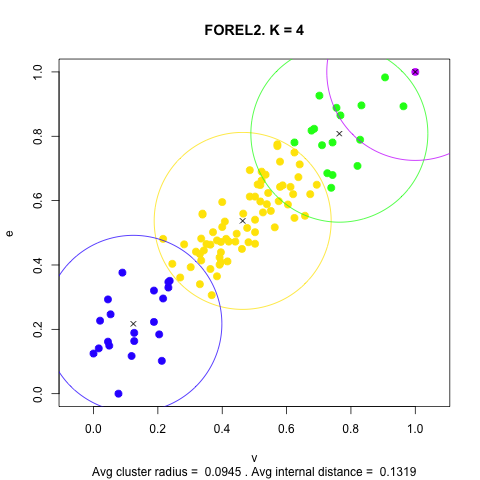 FOREL2. K = 4
1.0
0.8
0.6
0.4
0.2
0.0
e
0.0 0.2 0.4 0.6 0.8 1.0
v
Avg cluster radius = 0.0945 . Avg internal distance = 0.1319